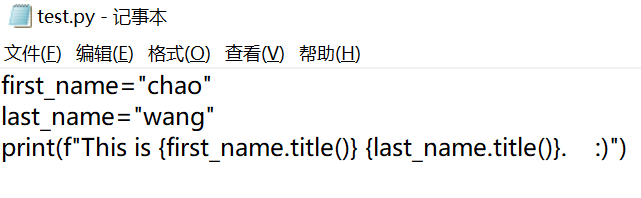 test.py - 记事本
文件(F) 编辑(E) 格式(O) 查看(V) 帮助(H)
first_name="chao"
last_name="wang"
print(f"This is {first_name.title()} {last_name.title()}.    :)")